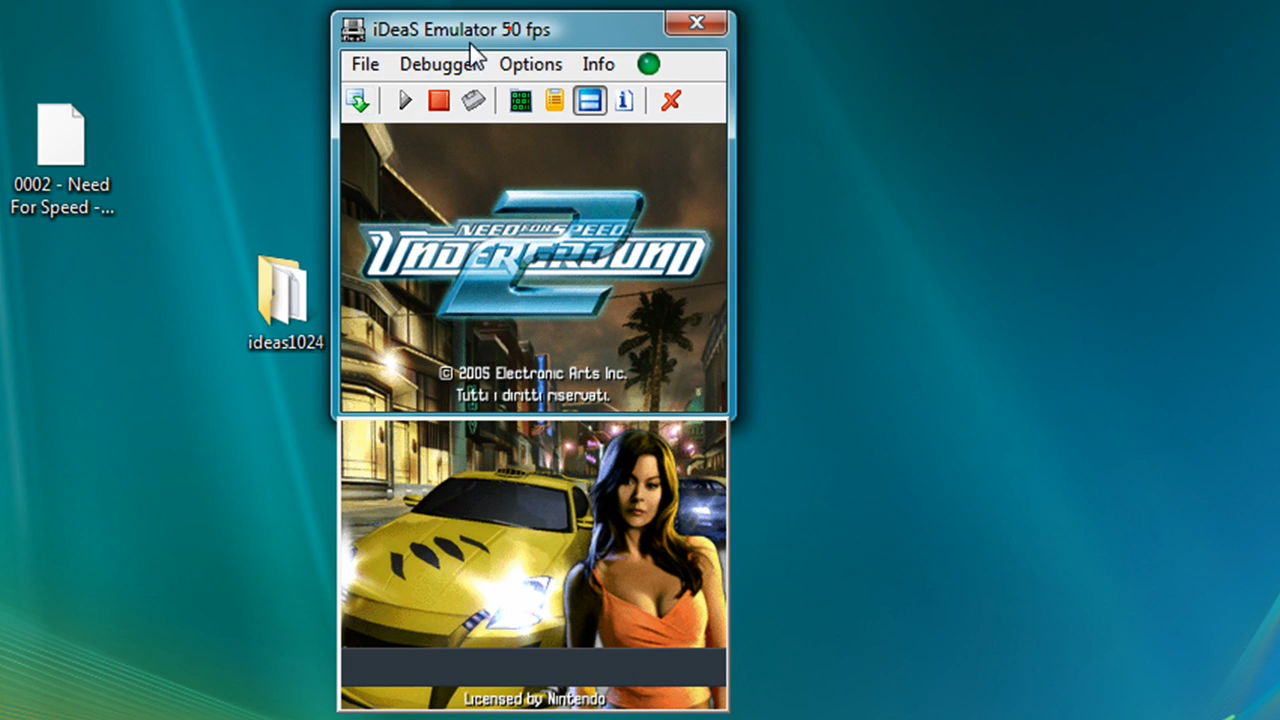 iDeaS Emulator 50 fps
File Debugger Options Info
0002 - Need
For Speed -...
ideas1024
2
NEED FOR SPEED
UNDERGROUND
© 2005 Electronic Arts Inc.
Tutti i diritti riservati.
Licensed by Nintendo